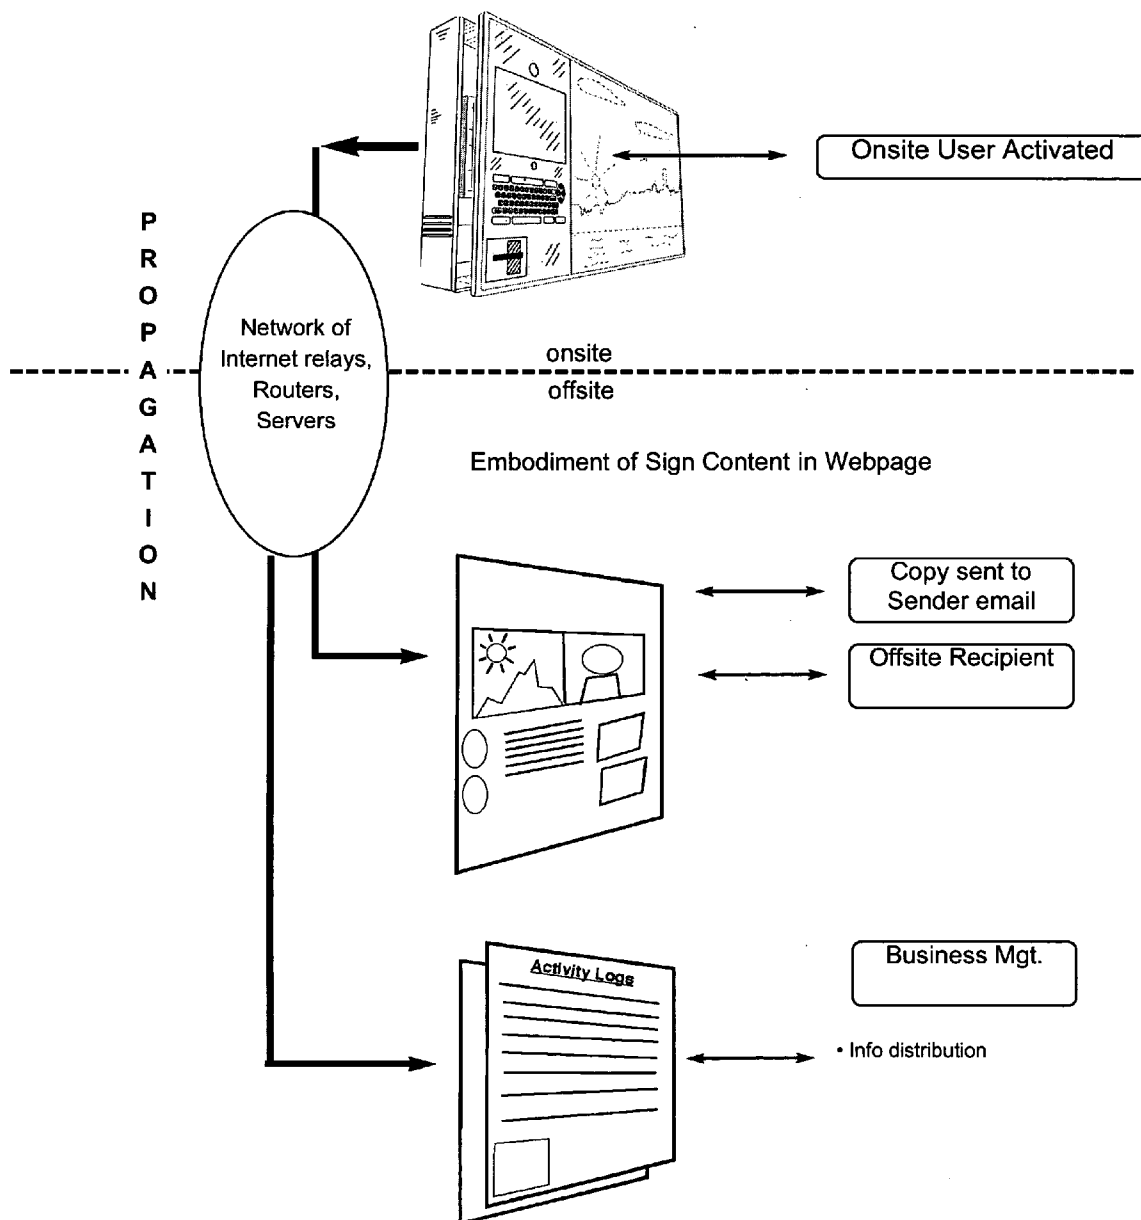 Onsite User Activated
PROPAGATION
Network of
Internet relays,
Routers,
Servers
onsite
offsite
Embodiment of Sign Content in Webpage
Copy sent to
Sender email
Offsite Recipient
Activity Logs
Business Mgt.
• Info distribution